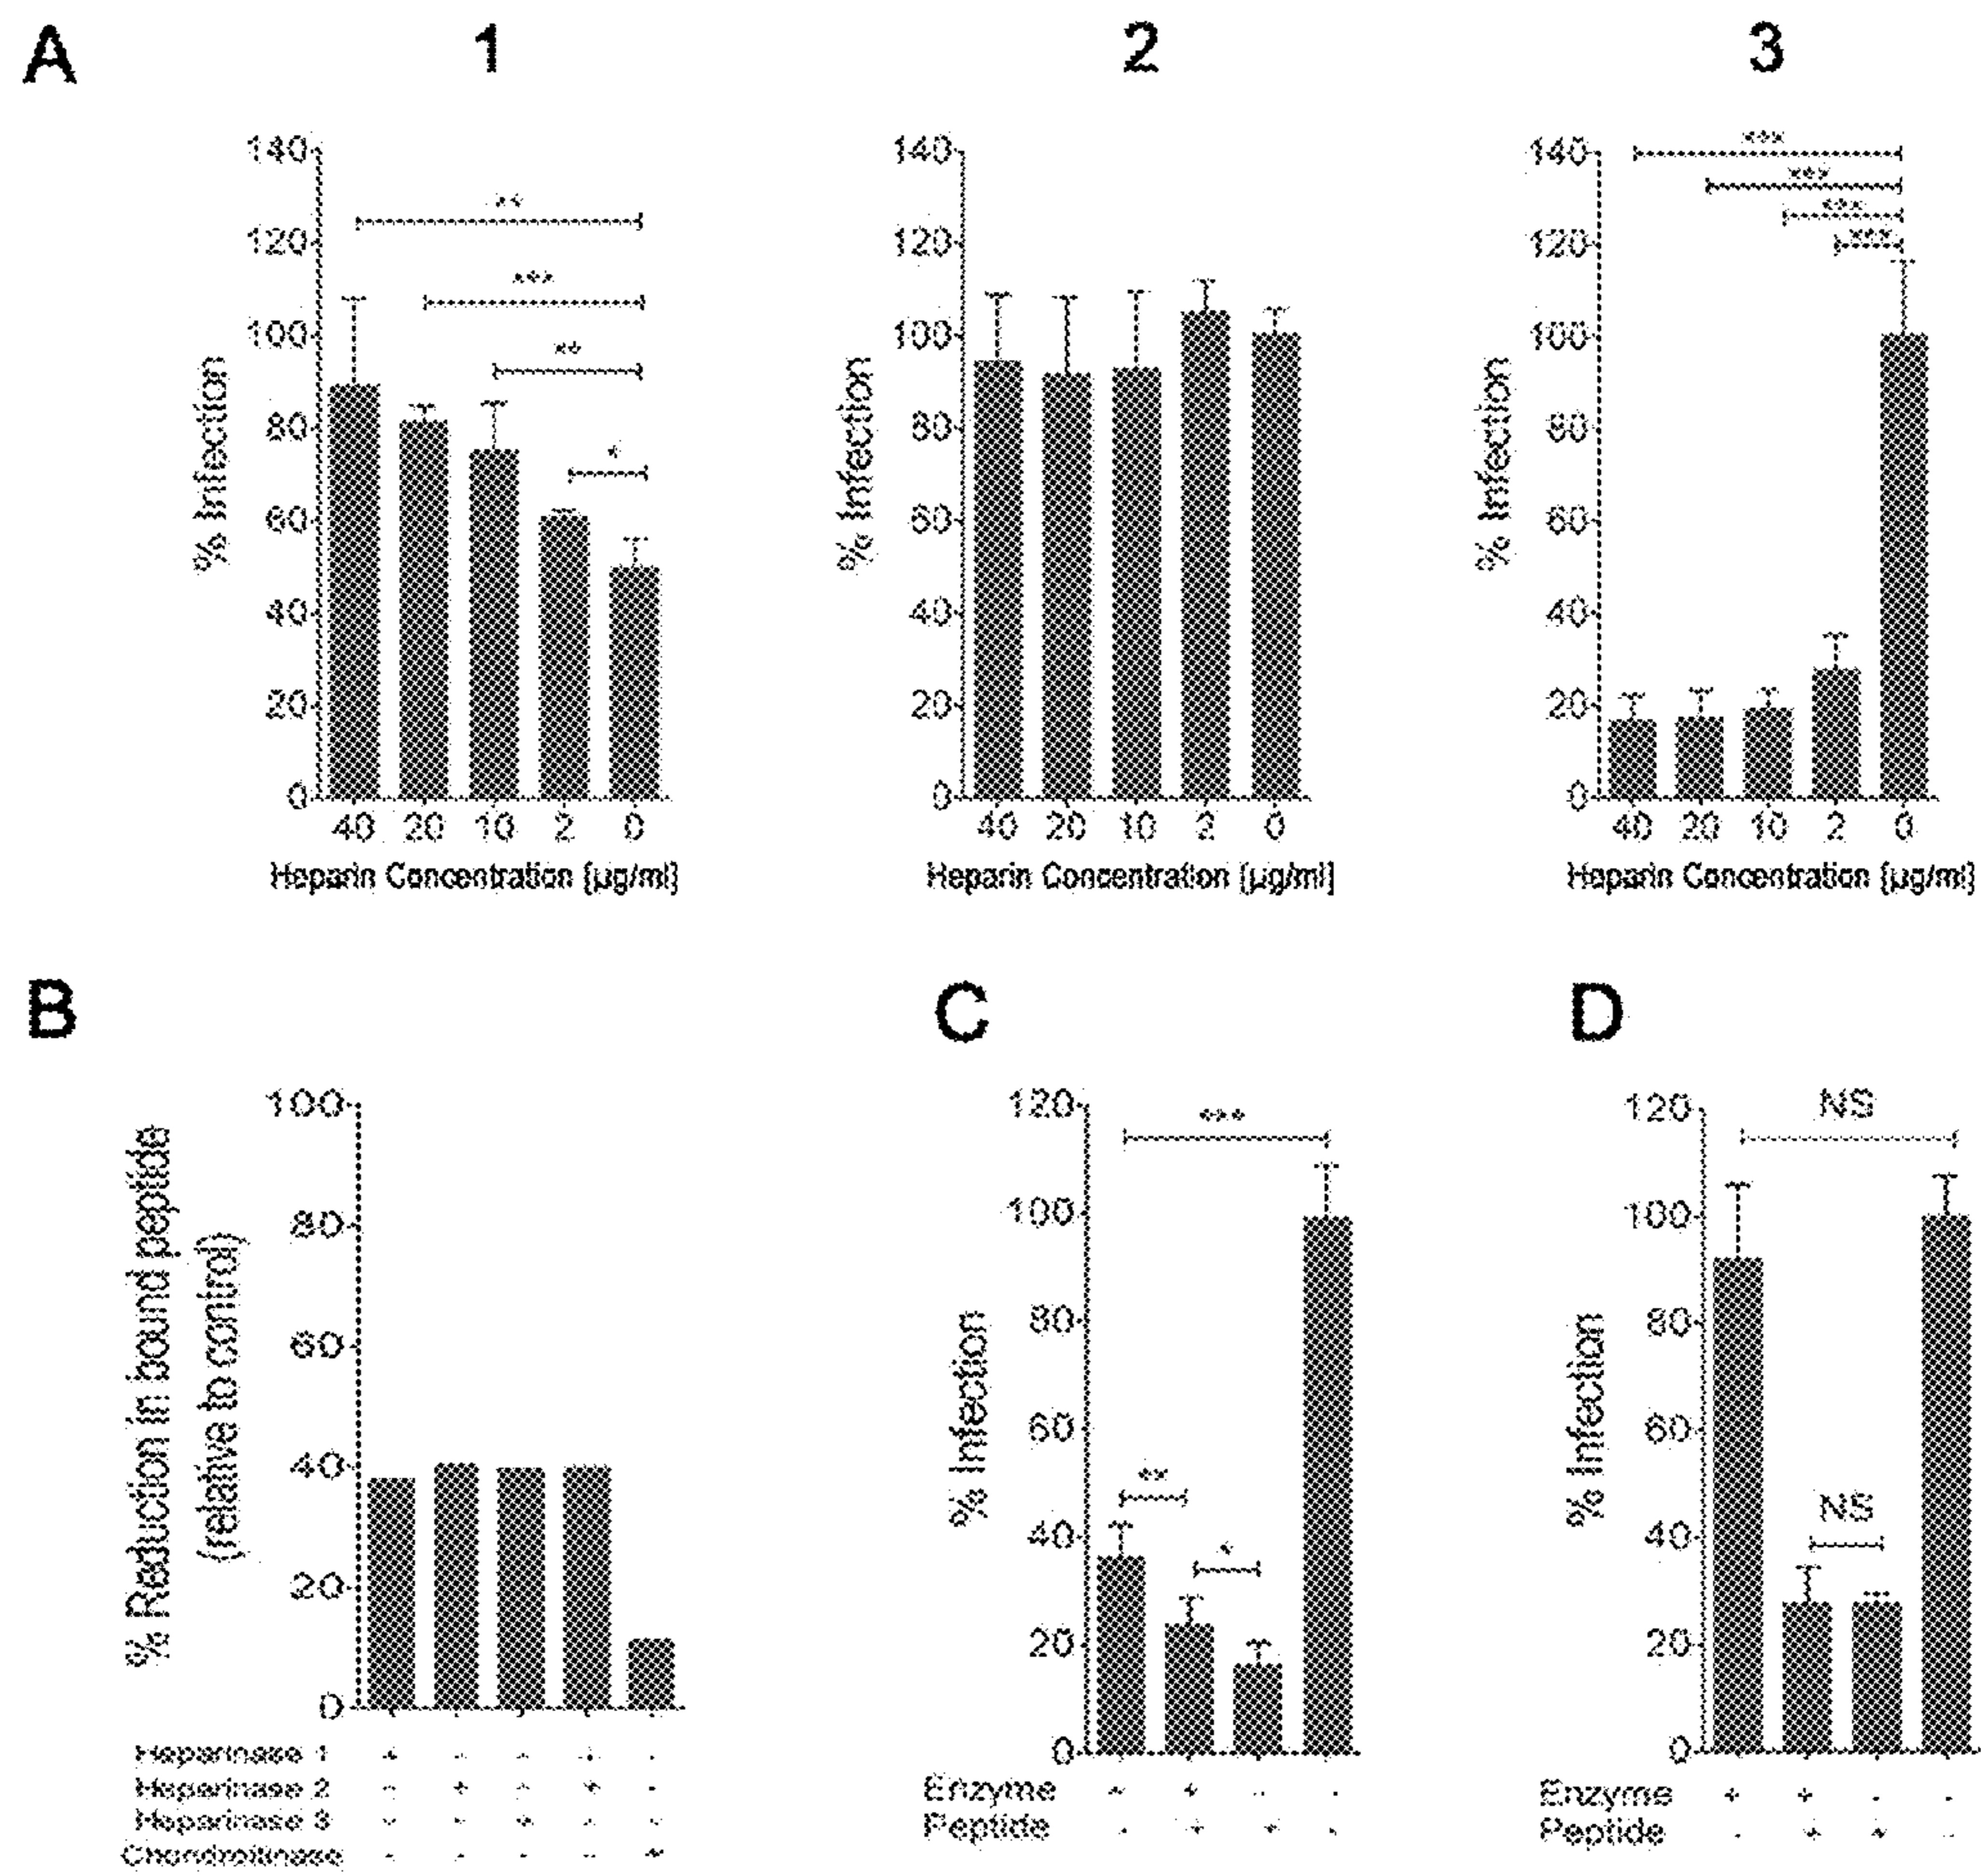 A
1
2
3
140
120
100
80
60
40
20
0
% Infection
**
***
**
*
40 20 10 2 0
Heparin Concentration [µg/ml]
140
120
100
80
60
40
20
0
% Infection
40 20 10 2 0
Heparin Concentration [µg/ml]
140
120
100
80
60
40
20
0
% Infection
***
***
***
***
40 20 10 2 0
Heparin Concentration [µg/ml]
B
100
80
60
40
20
0
% Reduction in bound peptide
(relative to control)
Heparinase 1
Heparinase 2
Heparinase 3
Chondroitinase
C
120
100
80
60
40
20
0
% Infection
***
**
*
Enzyme + + - -
Peptide - + + -
D
120
100
80
60
40
20
0
% Infection
NS
NS
Enzyme + + - -
Peptide - + + -